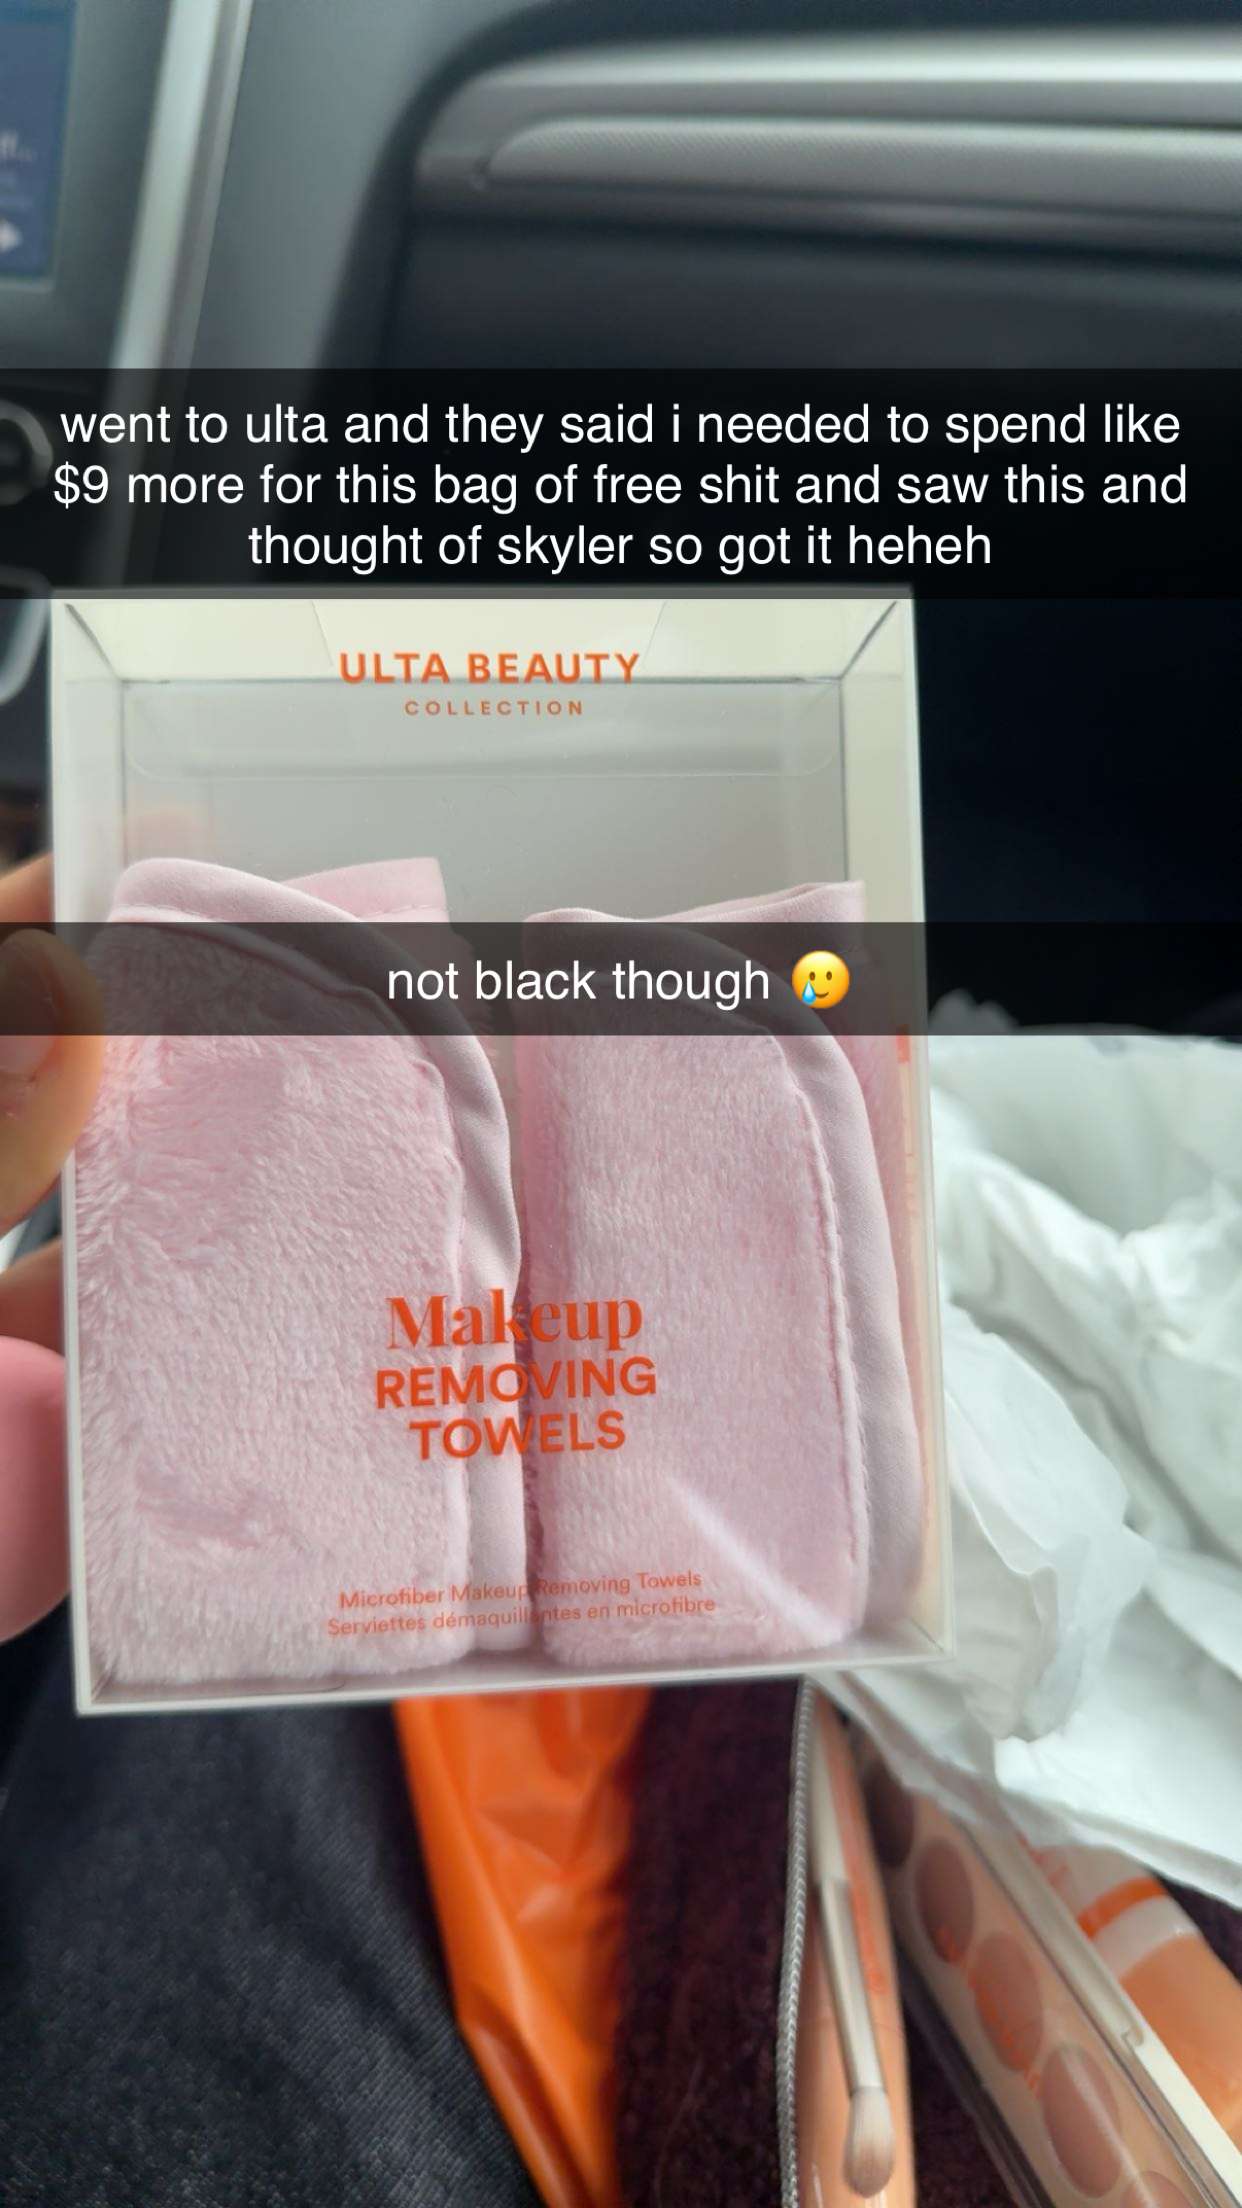 went to ulta and they said i needed to spend like
$9 more for this bag of free shit and saw this and
thought of skyler so got it heheh
ULTA BEAUTY
COLLECTION
not black though 🥲
Makeup
REMOVING
TOWELS
Microfiber Makeup Removing Towels
Serviettes démaquillantes en microfibre